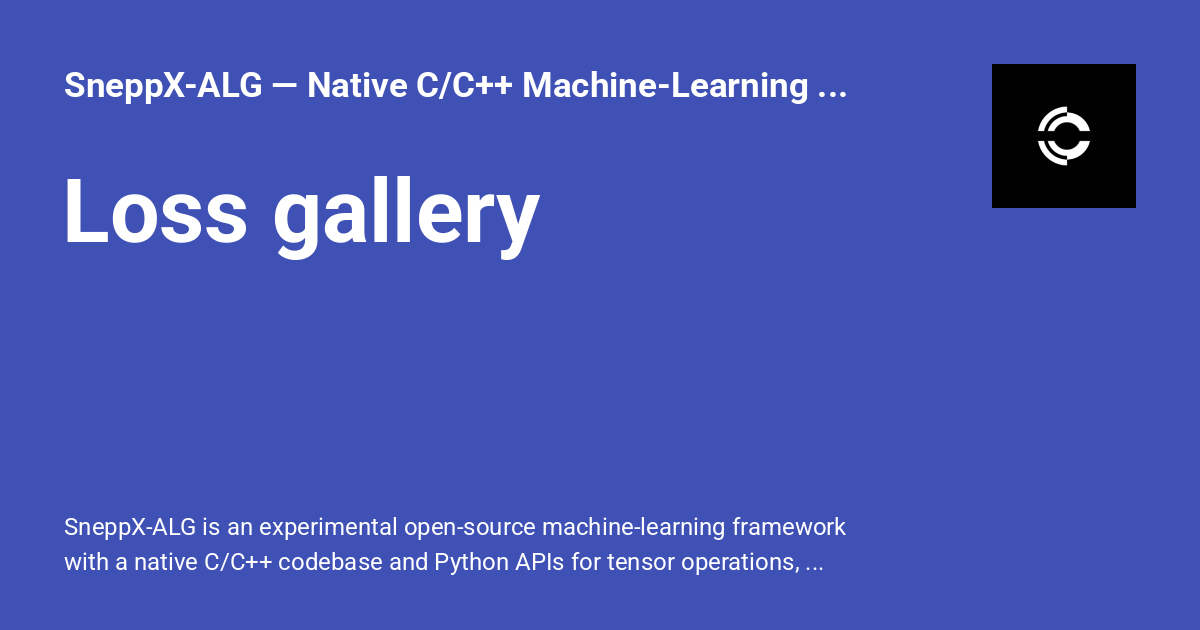 SneppX-ALG — Native C/C++ Machine-Learning ...
Loss gallery
SneppX-ALG is an experimental open-source machine-learning framework
with a native C/C++ codebase and Python APIs for tensor operations, ...